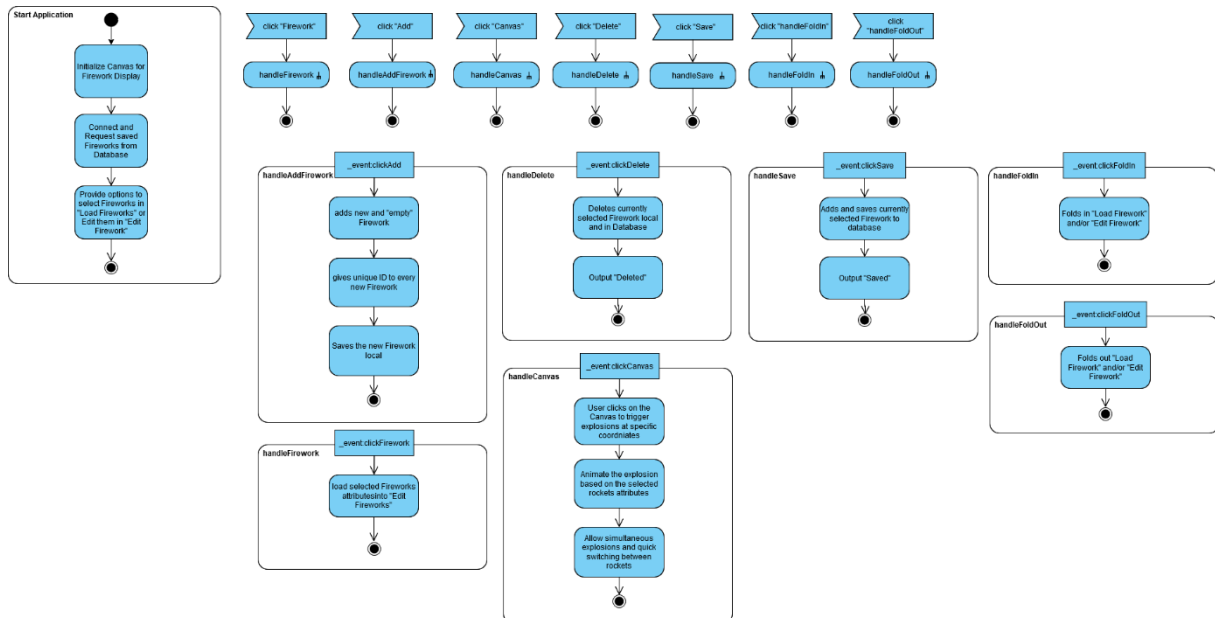 Start Application
Initialize Canvas for
Firework Display
Connect and
Request saved
Fireworks from
Database
Provide options to
select Fireworks in
"Load Fireworks" or
Edit them in "Edit
Firework"
click "Firework"
click "Add"
click "Canvas"
click "Delete"
click "Save"
click "handleFoldIn"
click
"handleFoldOut"
handleFirework
handleAddFirework
handleCanvas
handleDelete
handleSave
handleFoldIn
handleFoldOut
_event:clickAdd
handleAddFirework
adds new and "empty"
Firework
gives unique ID to every
new Firework
Saves the new Firework
local
_event:clickDelete
handleDelete
Deletes currently
selected Firework local
and in Database
Output "Deleted"
_event:clickSave
handleSave
Adds and saves currently
selected Firework to
database
Output "Saved"
_event:clickFoldIn
handleFoldIn
Folds in "Load Firework"
and/or "Edit Firework"
_event:clickFoldOut
handleFoldOut
Folds out "Load
Firework" and/or "Edit
Firework"
_event:clickCanvas
handleCanvas
User clicks on the
Canvas to trigger
explosions at specific
coordniates
Animate the explosion
based on the selected
rockets attributes
Allow simultaneous
explosions and quick
switching between
rockets
_event:clickFirework
handleFirework
load selected Fireworks
attributesinto "Edit
Fireworks"